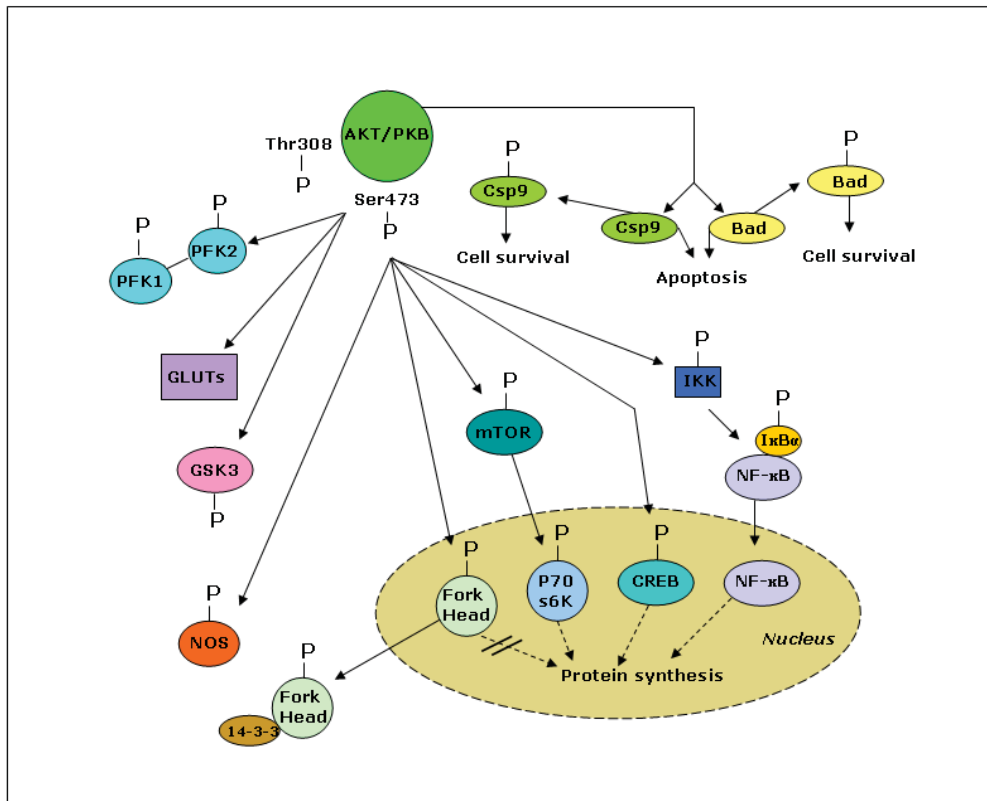 AKT/PKB
Thr308
P
Ser473
P
P
Csp9
Cell survival
Csp9
Bad
Apoptosis
P
Bad
Cell survival
P
PFK1
P
PFK2
GLUTs
GSK3
P
P
NOS
P
mTOR
P
IKK
P
IκBα
NF-κB
P
Fork
Head
P
P70
s6K
P
CREB
NF-κB
Nucleus
Protein synthesis
P
Fork
Head
14-3-3